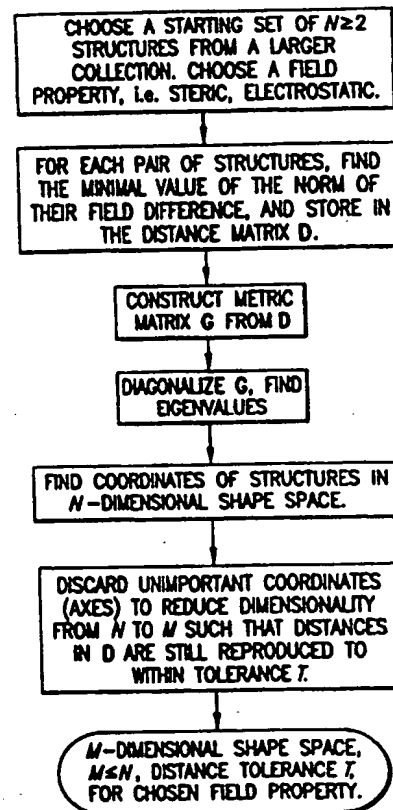 CHOOSE A STARTING SET OF N≥2
STRUCTURES FROM A LARGER
COLLECTION. CHOOSE A FIELD
PROPERTY, i.e. STERIC, ELECTROSTATIC.
FOR EACH PAIR OF STRUCTURES, FIND
THE MINIMAL VALUE OF THE NORM OF
THEIR FIELD DIFFERENCE, AND STORE IN
THE DISTANCE MATRIX D.
CONSTRUCT METRIC
MATRIX G FROM D
DIAGONALIZE G, FIND
EIGENVALUES
FIND COORDINATES OF STRUCTURES IN
N-DIMENSIONAL SHAPE SPACE.
DISCARD UNIMPORTANT COORDINATES
(AXES) TO REDUCE DIMENSIONALITY
FROM N TO M SUCH THAT DISTANCES
IN D ARE STILL REPRODUCED TO
WITHIN TOLERANCE T.
M-DIMENSIONAL SHAPE SPACE,
M≤N, DISTANCE TOLERANCE T,
FOR CHOSEN FIELD PROPERTY.